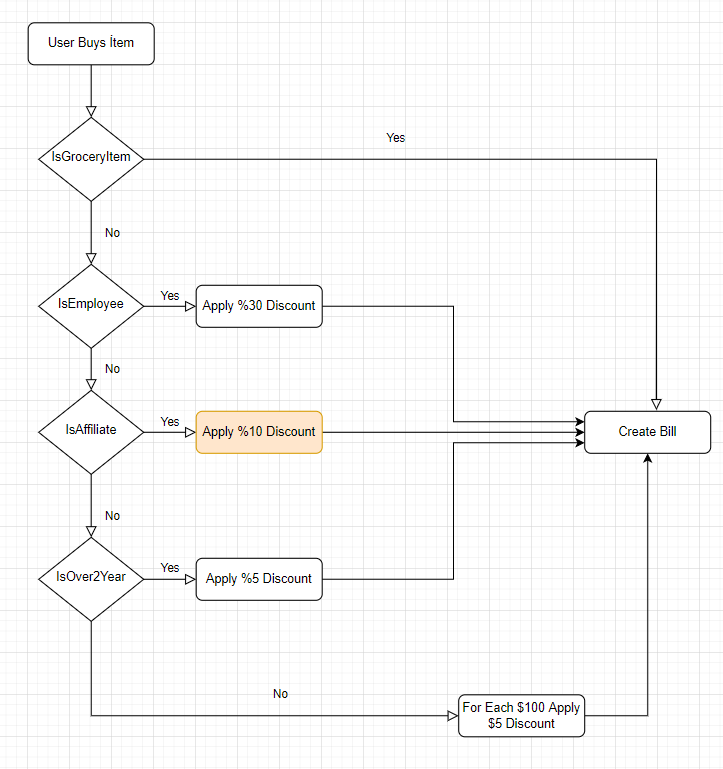 User Buys İtem
Yes
IsGroceryItem
No
IsEmployee
Yes
Apply %30 Discount
No
IsAffiliate
Yes
Apply %10 Discount
Create Bill
No
IsOver2Year
Yes
Apply %5 Discount
No
For Each $100 Apply
$5 Discount